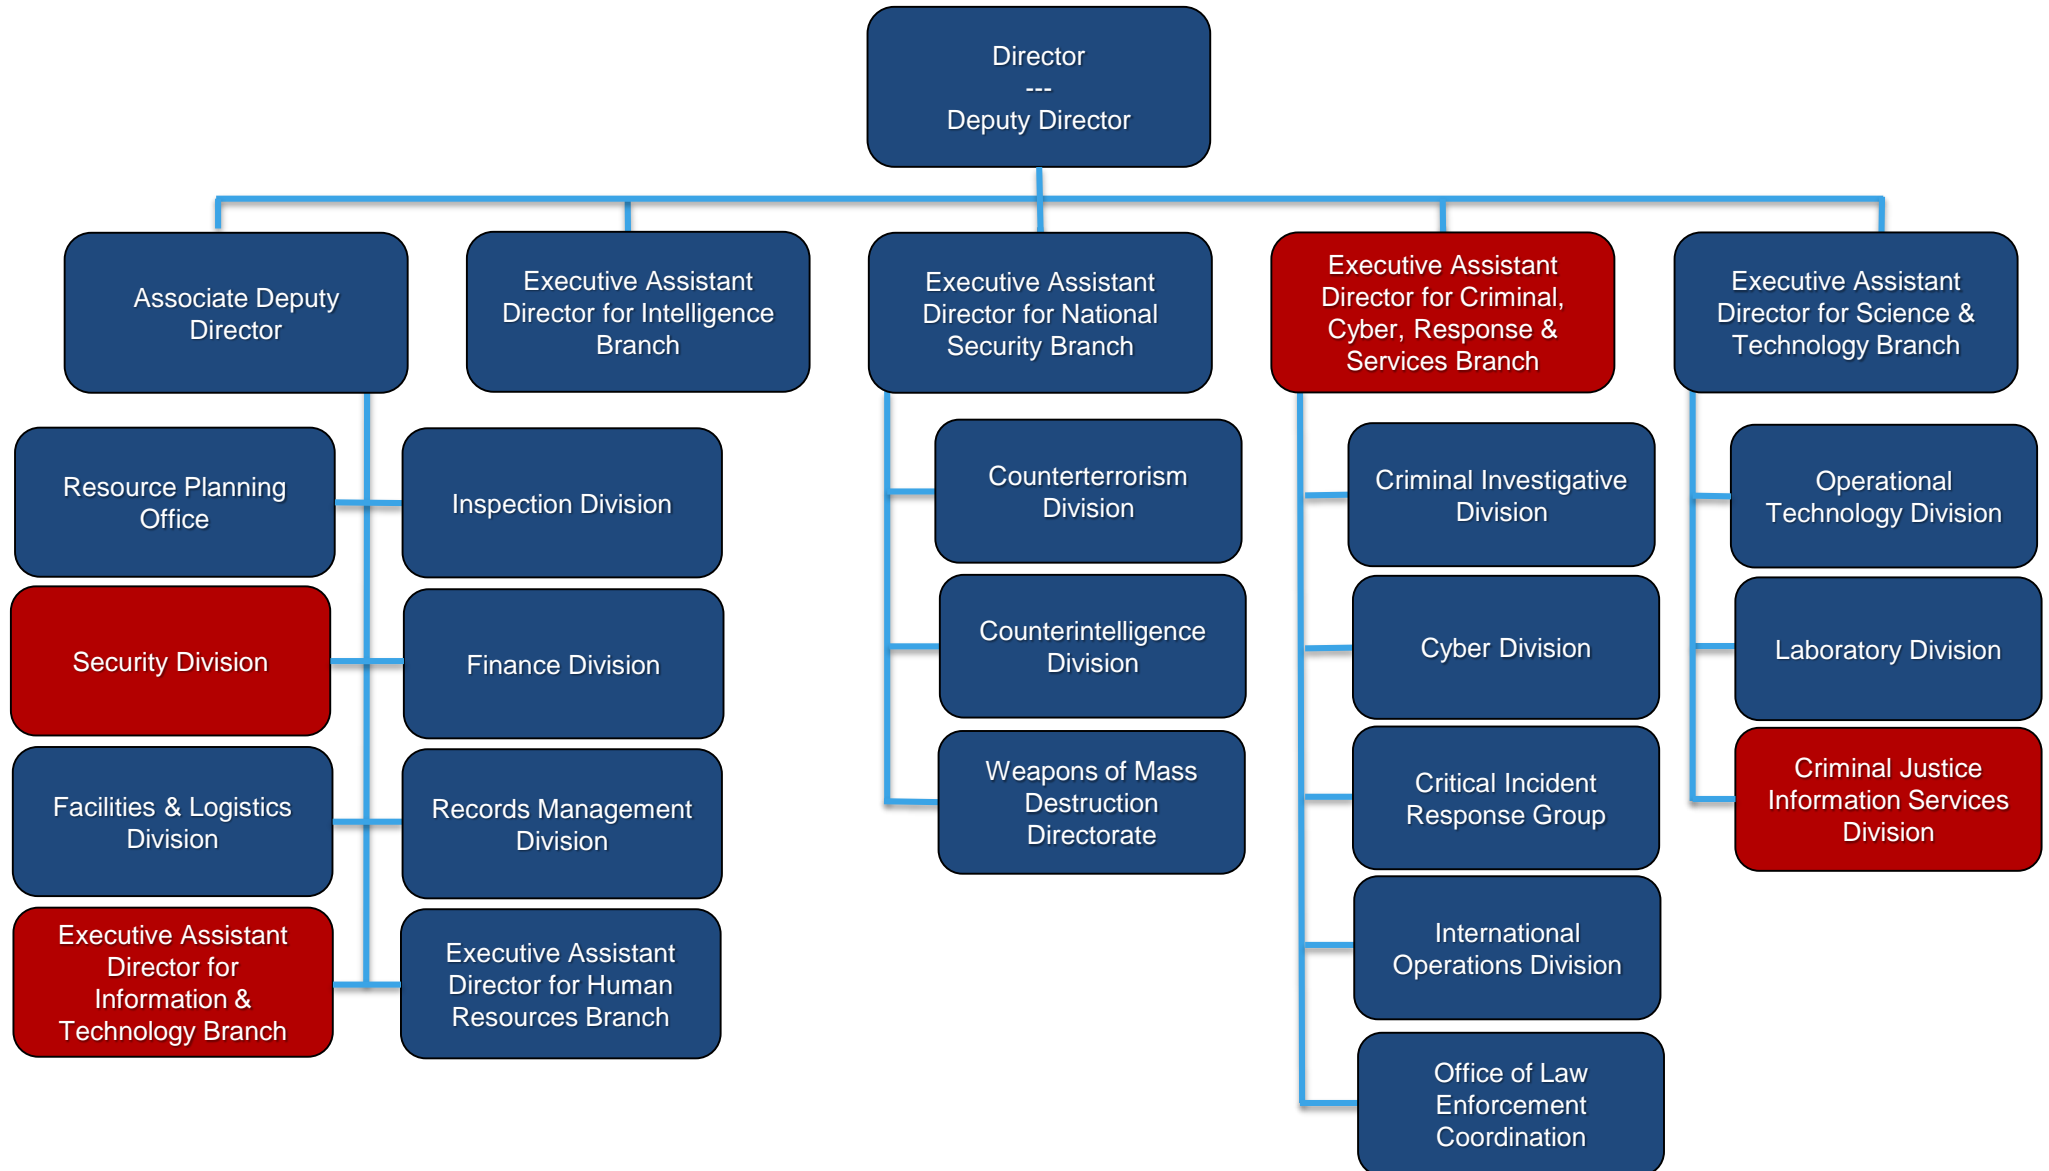 Director
---
Deputy Director
Associate Deputy
Director
Executive Assistant
Director for Intelligence
Branch
Executive Assistant
Director for National
Security Branch
Executive Assistant
Director for Criminal,
Cyber, Response &
Services Branch
Executive Assistant
Director for Science &
Technology Branch
Resource Planning
Office
Inspection Division
Security Division
Finance Division
Facilities & Logistics
Division
Records Management
Division
Executive Assistant
Director for
Information &
Technology Branch
Executive Assistant
Director for Human
Resources Branch
Counterterrorism
Division
Counterintelligence
Division
Weapons of Mass
Destruction
Directorate
Criminal Investigative
Division
Cyber Division
Critical Incident
Response Group
International
Operations Division
Office of Law
Enforcement
Coordination
Operational
Technology Division
Laboratory Division
Criminal Justice
Information Services
Division